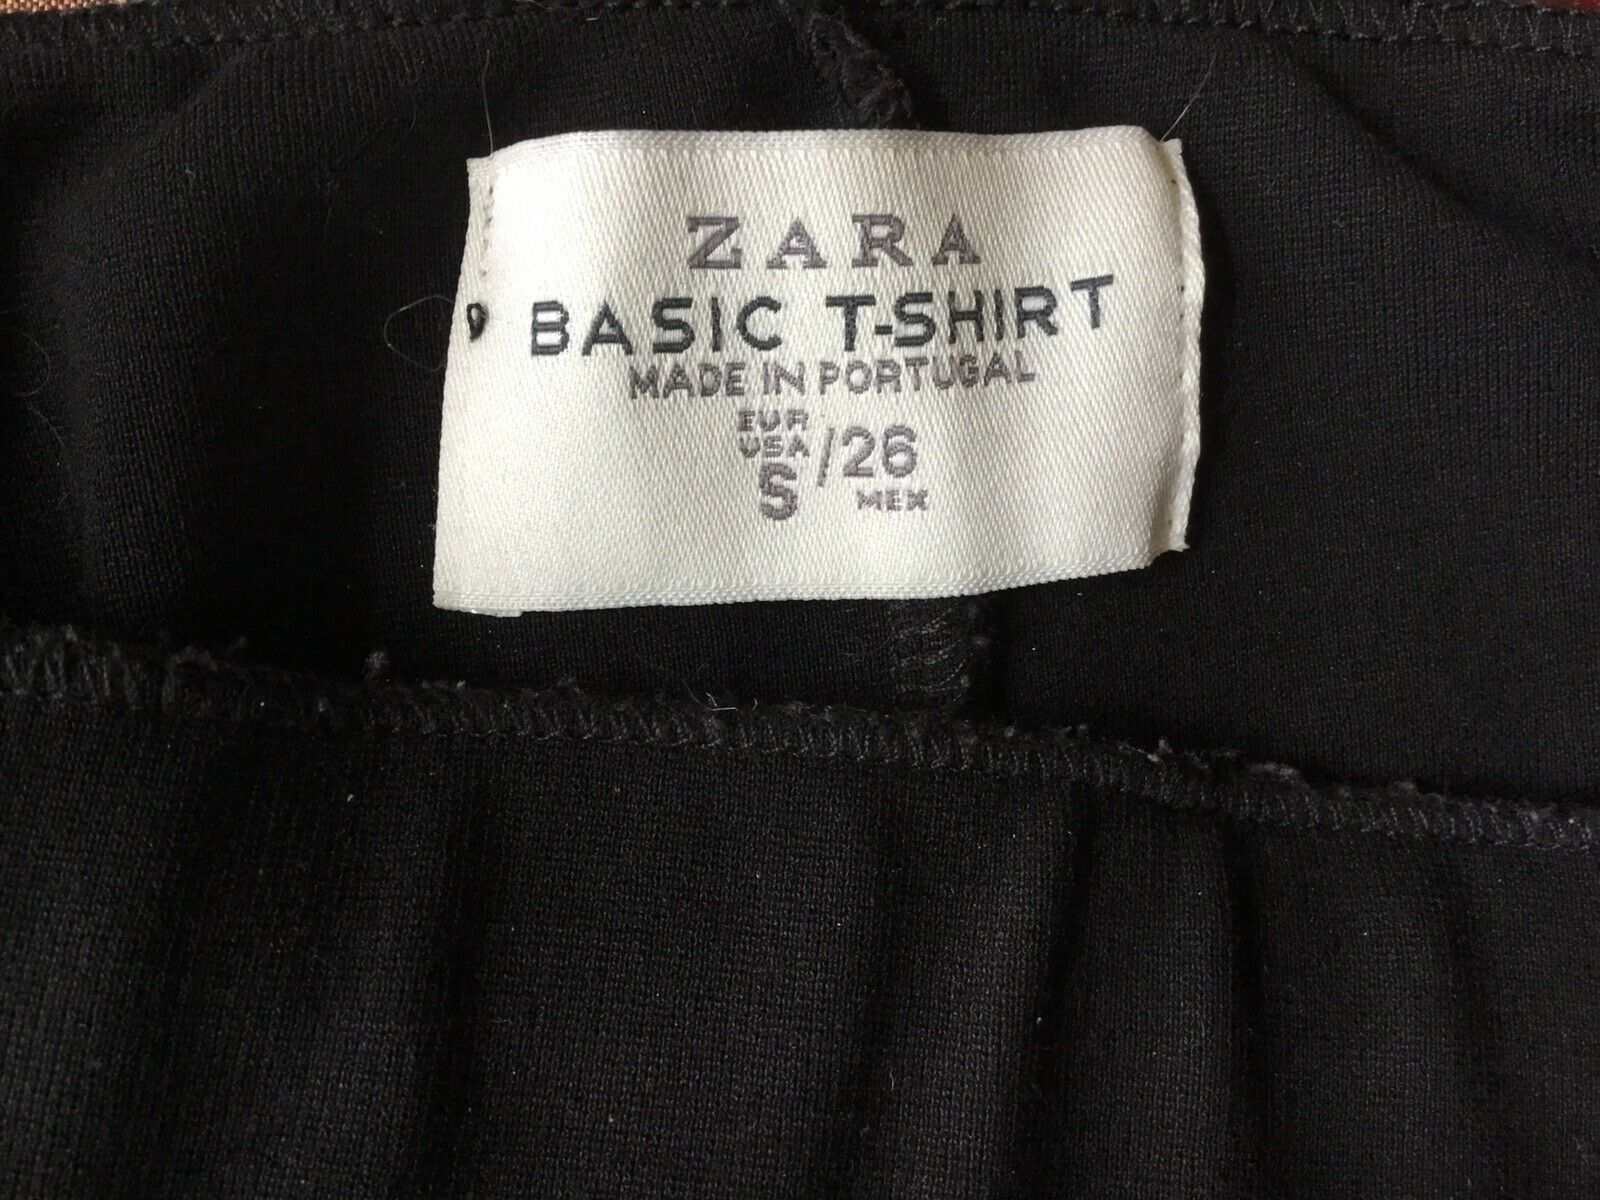 ZARA
BASIC T-SHIRT
MADE IN PORTUGAL
EUR
USA
S /26
MEX